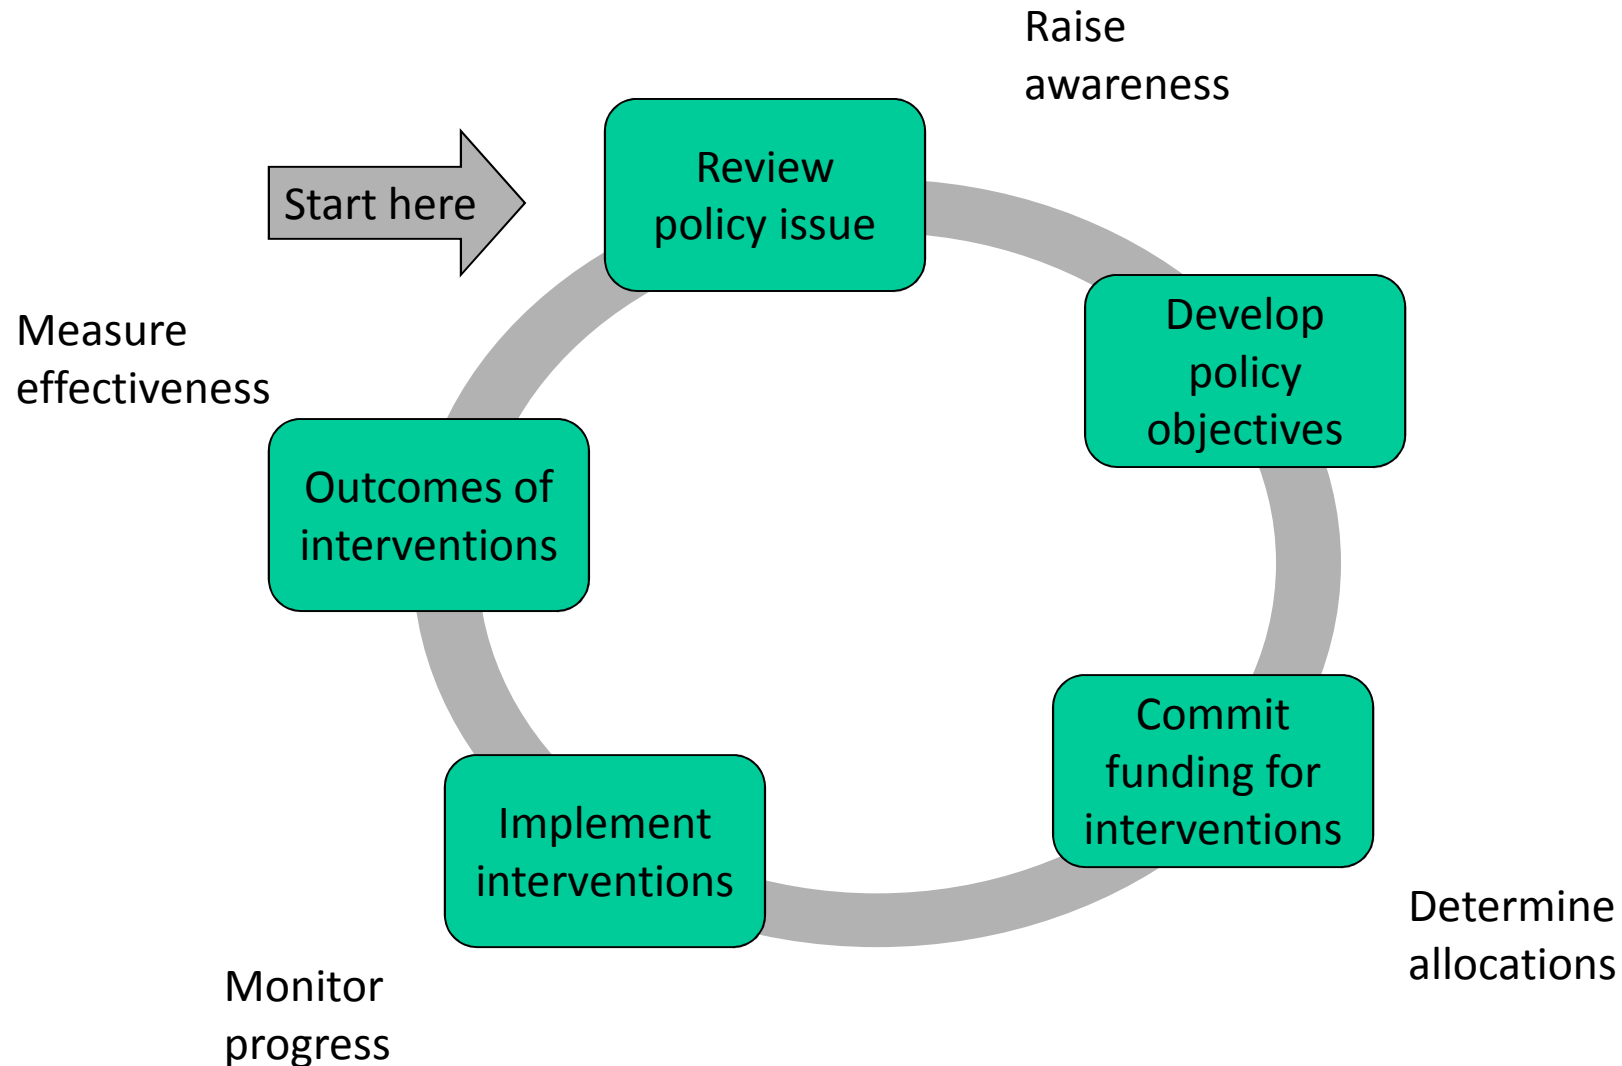 Raise
awareness
Review
policy issue
Start here
Develop
policy
objectives
Measure
effectiveness
Outcomes of
interventions
Commit
funding for
interventions
Implement
interventions
Determine
allocations
Monitor
progress